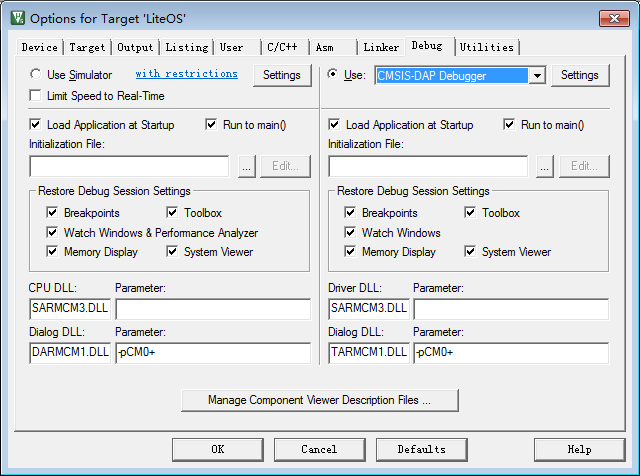 Options for Target 'LiteOS'
Device Target Output Listing User C/C++ Asm Linker Debug Utilities
Use Simulator with restrictions Settings Use: CMSIS-DAP Debugger Settings
Limit Speed to Real-Time
Load Application at Startup Run to main() Load Application at Startup Run to main()
Initialization File: Initialization File:
... Edit... ... Edit...
Restore Debug Session Settings Restore Debug Session Settings
Breakpoints Toolbox Breakpoints Toolbox
Watch Windows & Performance Analyzer Watch Windows
Memory Display System Viewer Memory Display System Viewer
CPU DLL: Parameter: Driver DLL: Parameter:
SARMCM3.DLL SARMCM3.DLL
Dialog DLL: Parameter: Dialog DLL: Parameter:
DARMCM1.DLL -pCM0+ TARMCM1.DLL -pCM0+
Manage Component Viewer Description Files ...
OK Cancel Defaults Help